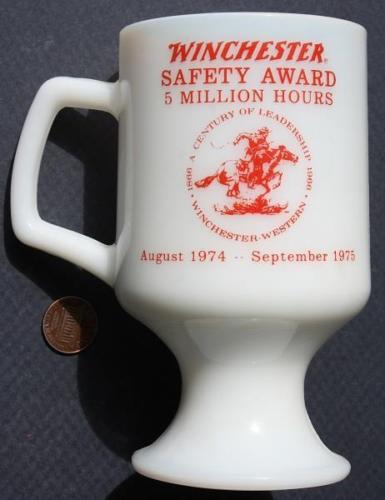 WINCHESTER
SAFETY AWARD
5 MILLION HOURS
1866 A CENTURY OF LEADERSHIP 1966
· WINCHESTER-WESTERN ·
August 1974 ·· September 1975